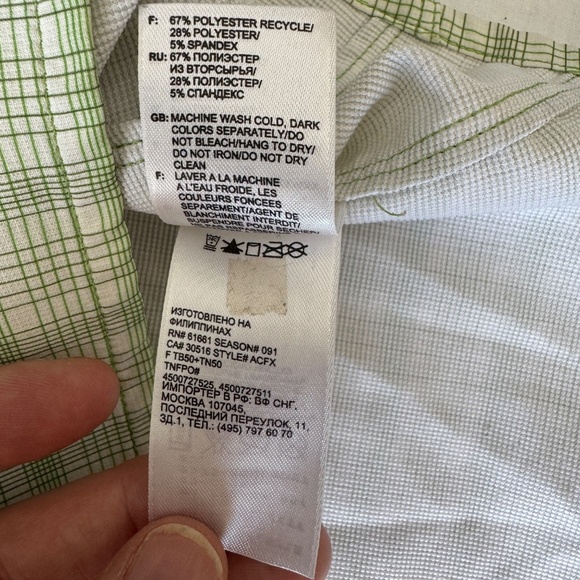 F: 67% POLYESTER RECYCLE/
28% POLYESTER/
5% SPANDEX
RU: 67% ПОЛИЭСТЕР
ИЗ ВТОРСЫРЬЯ/
28% ПОЛИЭСТЕР/
5% СПАНДЕКС
GB: MACHINE WASH COLD, DARK
COLORS SEPARATELY/DO
NOT BLEACH/HANG TO DRY/
DO NOT IRON/DO NOT DRY
CLEAN
F: LAVER A LA MACHINE
A L'EAU FROIDE, LES
COULEURS FONCEES
SEPAREMENT/AGENT DE
BLANCHIMENT INTERDIT/
SUSPENDRE POUR SECHER/
ИЗГОТОВЛЕНО НА
ФИЛИППИНАХ
RN# 61661 SEASON# 091
CA# 30516 STYLE# ACFX
F TB50+TN50
TNFPO#
4500727525, 4500727511
ИМПОРТЕР В РФ: ВФ СНГ.
МОСКВА 107045,
ПОСЛЕДНИЙ ПЕРЕУЛОК, 11.
ЗД.1, ТЕЛ.: (495) 797 60 70